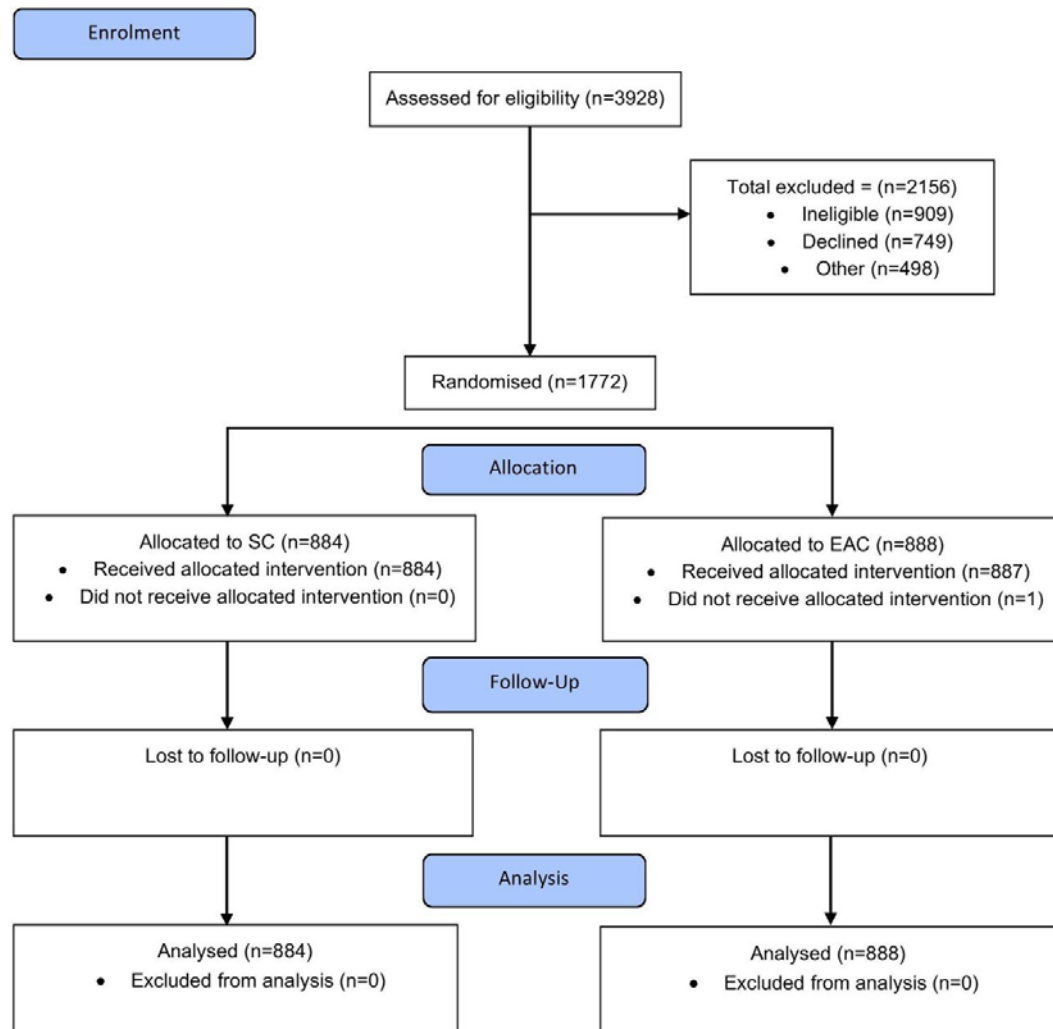 Enrolment
Assessed for eligibility (n=3928)
Total excluded = (n=2156)
• Ineligible (n=909)
• Declined (n=749)
• Other (n=498)
Randomised (n=1772)
Allocation
Allocated to SC (n=884)
• Received allocated intervention (n=884)
• Did not receive allocated intervention (n=0)
Allocated to EAC (n=888)
• Received allocated intervention (n=887)
• Did not receive allocated intervention (n=1)
Follow-Up
Lost to follow-up (n=0)
Lost to follow-up (n=0)
Analysis
Analysed (n=884)
• Excluded from analysis (n=0)
Analysed (n=888)
• Excluded from analysis (n=0)